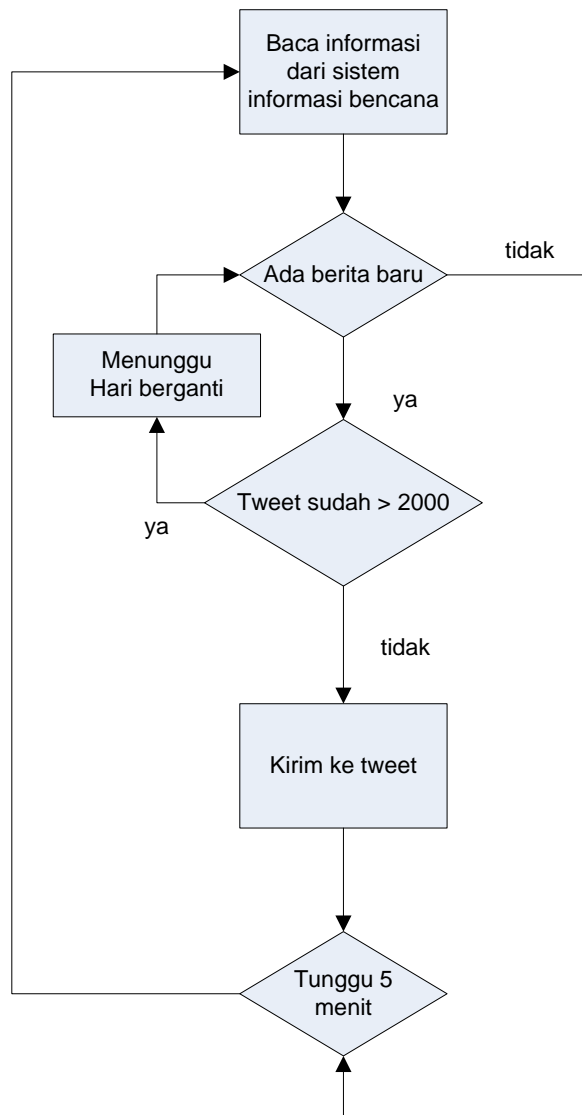 Baca informasi
dari sistem
informasi bencana
Ada berita baru
tidak
Menunggu
Hari berganti
ya
Tweet sudah > 2000
ya
tidak
Kirim ke tweet
Tunggu 5
menit